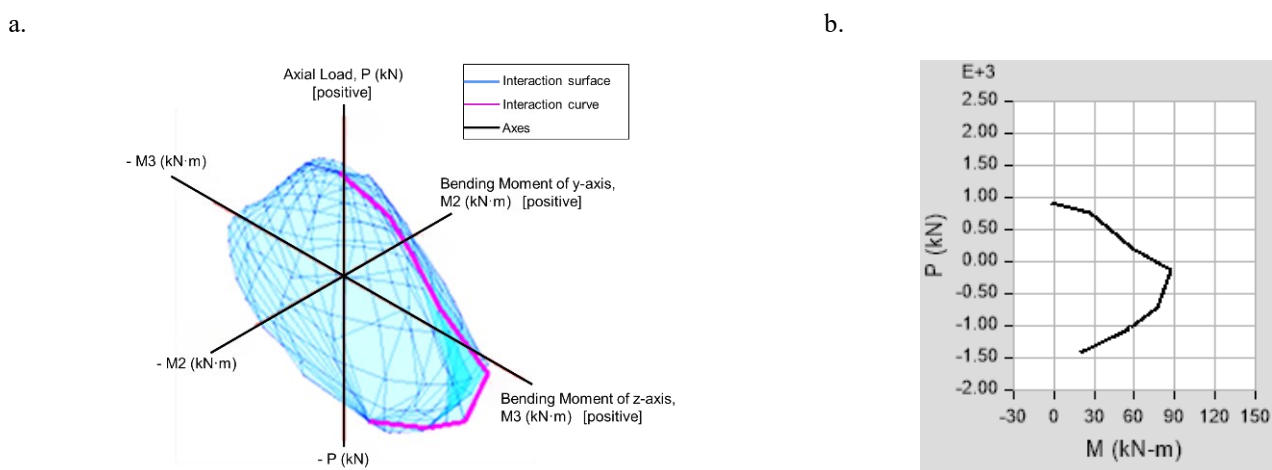 a.
Axial Load, P (kN)
[positive]
Interaction surface
Interaction curve
Axes
- M3 (kN·m)
Bending Moment of y-axis,
M2 (kN·m) [positive]
- M2 (kN·m)
Bending Moment of z-axis,
M3 (kN·m) [positive]
- P (kN)
b.
E+3
2.50
2.00
1.50
1.00
0.50
0.00
-0.50
-1.00
-1.50
-2.00
P (kN)
-30 0 30 60 90 120 150
M (kN-m)